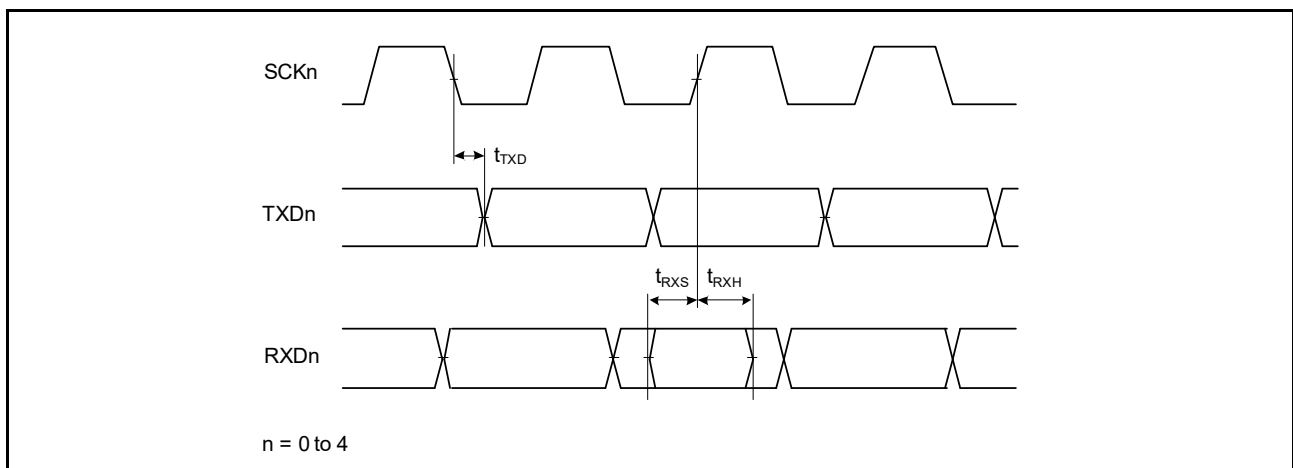 SCKn
tTXD
TXDn
tRXS tRXH
RXDn
n = 0 to 4